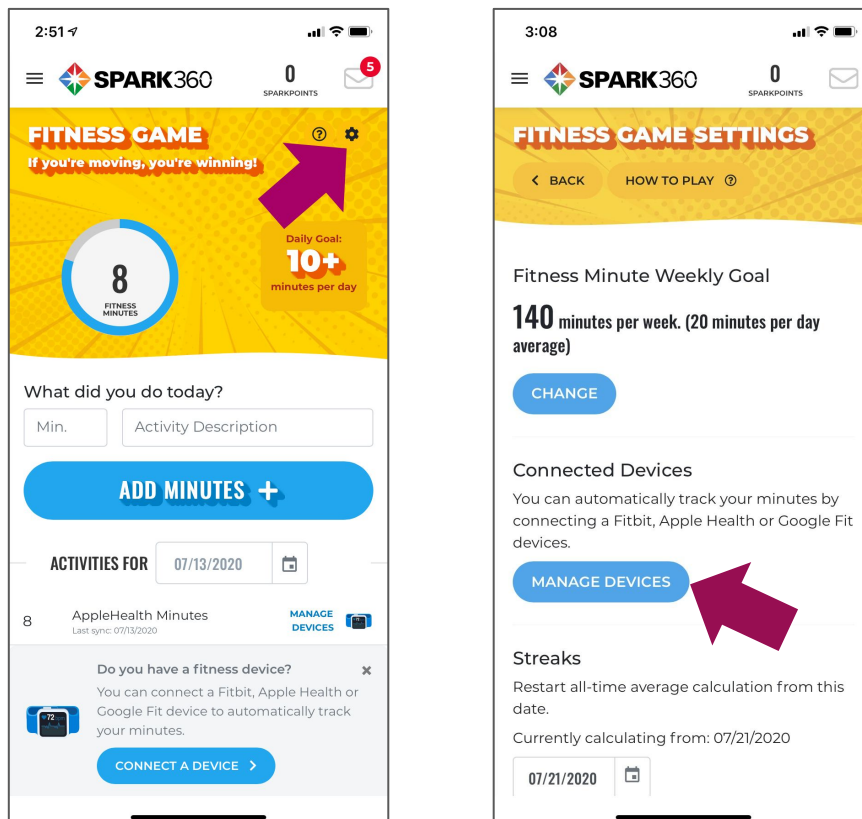 2:51
SPARK360
0
SPARKPOINTS
5
FITNESS GAME
If you're moving, you're winning!
8
FITNESS
MINUTES
Daily Goal:
10+
minutes per day
What did you do today?
Min.
Activity Description
ADD MINUTES +
ACTIVITIES FOR
07/13/2020
8
AppleHealth Minutes
Last sync: 07/13/2020
MANAGE
DEVICES
Do you have a fitness device?
You can connect a Fitbit, Apple Health or
Google Fit device to automatically track
your minutes.
72
CONNECT A DEVICE
3:08
SPARK360
0
SPARKPOINTS
FITNESS GAME SETTINGS
BACK
HOW TO PLAY
Fitness Minute Weekly Goal
140 minutes per week. (20 minutes per day
average)
CHANGE
Connected Devices
You can automatically track your minutes by
connecting a Fitbit, Apple Health or Google Fit
devices.
MANAGE DEVICES
Streaks
Restart all-time average calculation from this
date.
Currently calculating from: 07/21/2020
07/21/2020